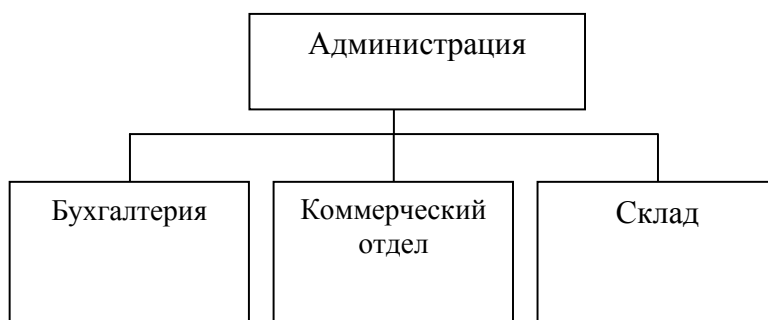 Администрация
Бухгалтерия
Коммерческий
отдел
Склад